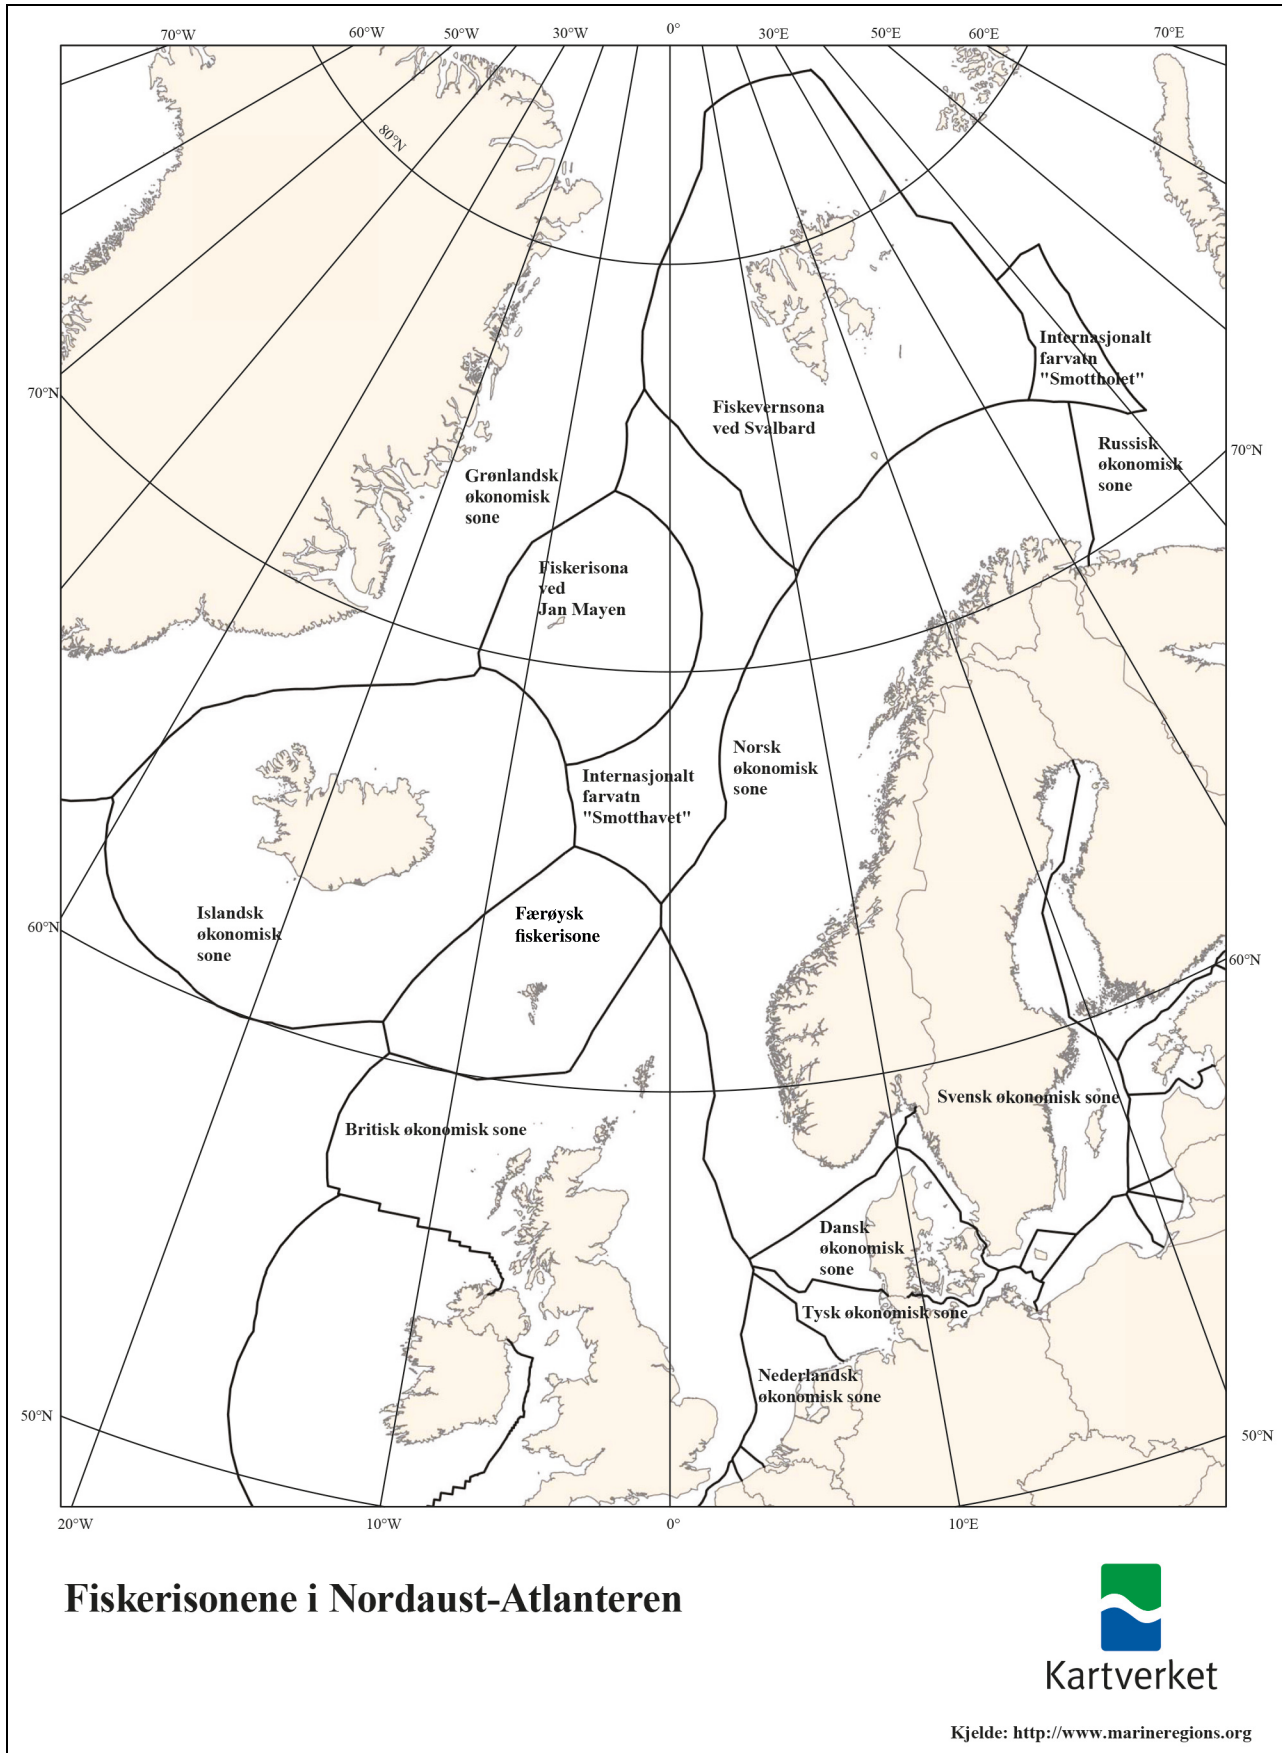 70°W
60°W
50°W
30°W
0°
30°E
50°E
60°E
70°E
80°N
Internasjonalt
farvatn
"Smottholet"
70°N
Fiskevernsona
ved Svalbard
Russisk
økonomisk
sone
70°N
Grønlandsk
økonomisk
sone
Fiskerisona
ved
Jan Mayen
Norsk
økonomisk
sone
Internasjonalt
farvatn
"Smotthavet"
Islandsk
økonomisk
sone
Færøysk
fiskerisone
60°N
60°N
Svensk økonomisk sone
Britisk økonomisk sone
Dansk
økonomisk
sone
Tysk økonomisk sone
Nederlandsk
økonomisk sone
50°N
50°N
20°W
10°W
0°
10°E
Fiskerisonene i Nordaust-Atlanteren
Kartverket
Kjelde: http://www.marineregions.org